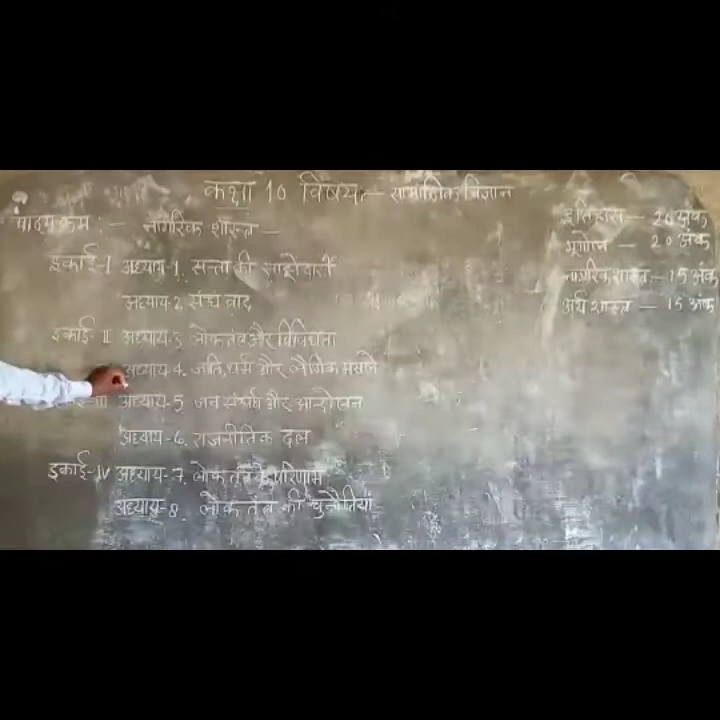 कक्षा 10 विषय:- सामाजिक विज्ञान
पाठ्यक्रम :- नागरिक शास्त्र -
इकाई-I अध्याय-1. सत्ता की साझेदारी
अध्याय-2. संघवाद
इकाई-II अध्याय-3. लोकतंत्र और विविधता
अध्याय-4. जाति, धर्म और लैंगिक मसले
III अध्याय-5 जन संघर्ष और आन्दोलन
अध्याय-6. राजनीतिक दल
इकाई-IV अध्याय-7. लोकतंत्र के परिणाम
अध्याय-8. लोकतंत्र की चुनौतियां
इतिहास - 20 अंक
भूगोल - 20 अंक
नागरिक शास्त्र - 15 अंक
अर्थ शास्त्र - 15 अंक